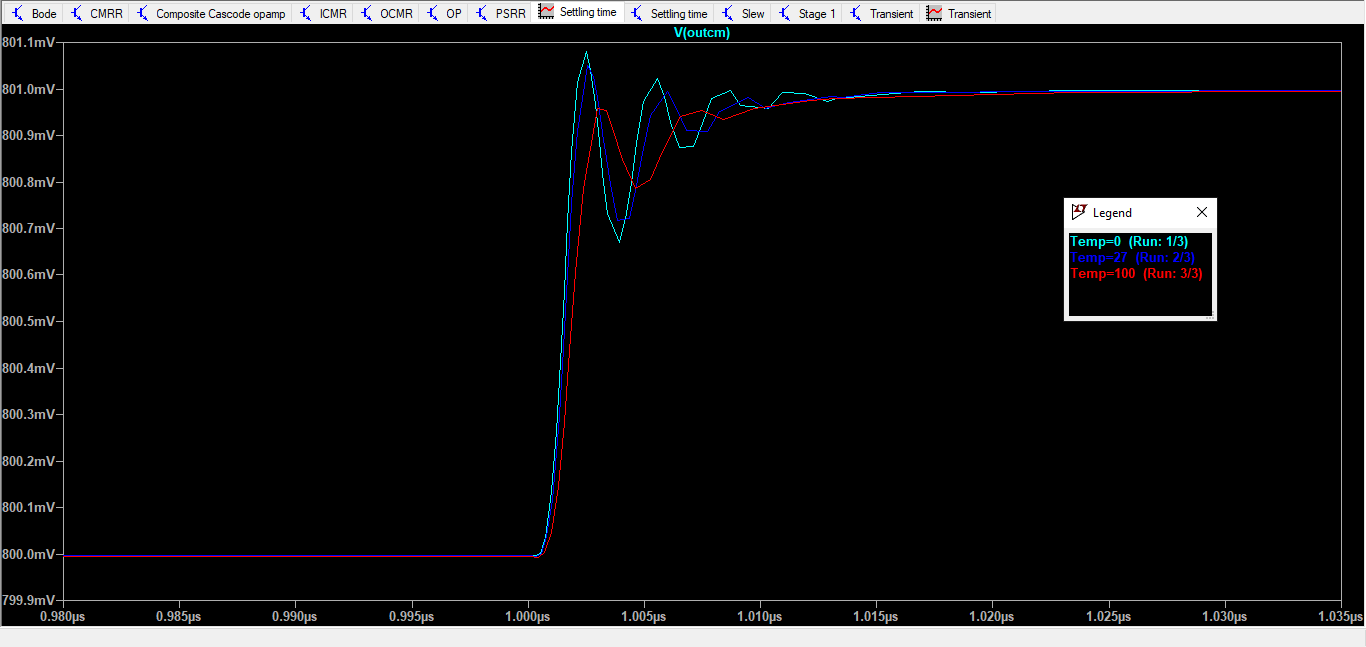 Bode CMRR Composite Cascode opamp ICMR OCMR OP PSRR Settling time Settling time Slew Stage 1 Transient Transient
V(outcm)
801.1mV
801.0mV
800.9mV
800.8mV
800.7mV
800.6mV
800.5mV
800.4mV
800.3mV
800.2mV
800.1mV
800.0mV
799.9mV
Legend
Temp=0 (Run: 1/3)
Temp=27 (Run: 2/3)
Temp=100 (Run: 3/3)
0.980µs 0.985µs 0.990µs 0.995µs 1.000µs 1.005µs 1.010µs 1.015µs 1.020µs 1.025µs 1.030µs 1.035µs